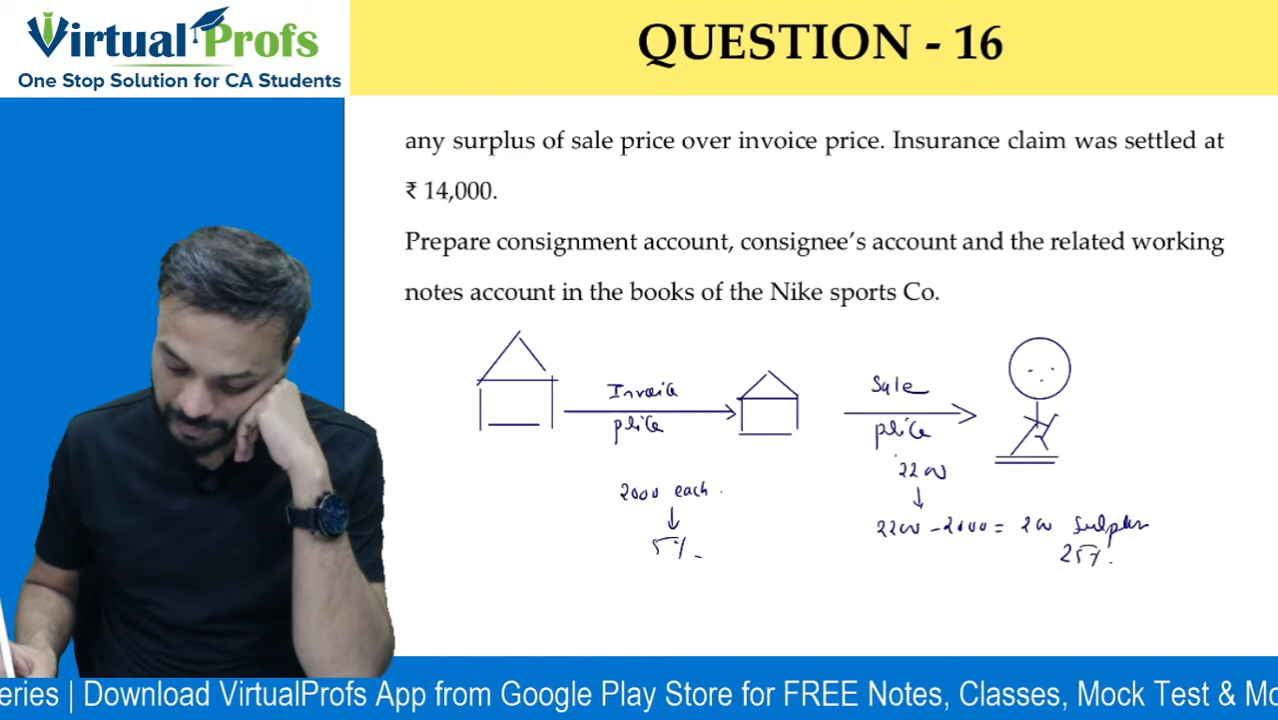 Virtual Profs
One Stop Solution for CA Students
QUESTION - 16
any surplus of sale price over invoice price. Insurance claim was settled at
₹ 14,000.
Prepare consignment account, consignee's account and the related working
notes account in the books of the Nike sports Co.
Invoice
price
Sale
price
2200
2000 each.
2200 - 2000 = 200 Surplus
5%.
25%.
eries | Download VirtualProfs App from Google Play Store for FREE Notes, Classes, Mock Test & Mo